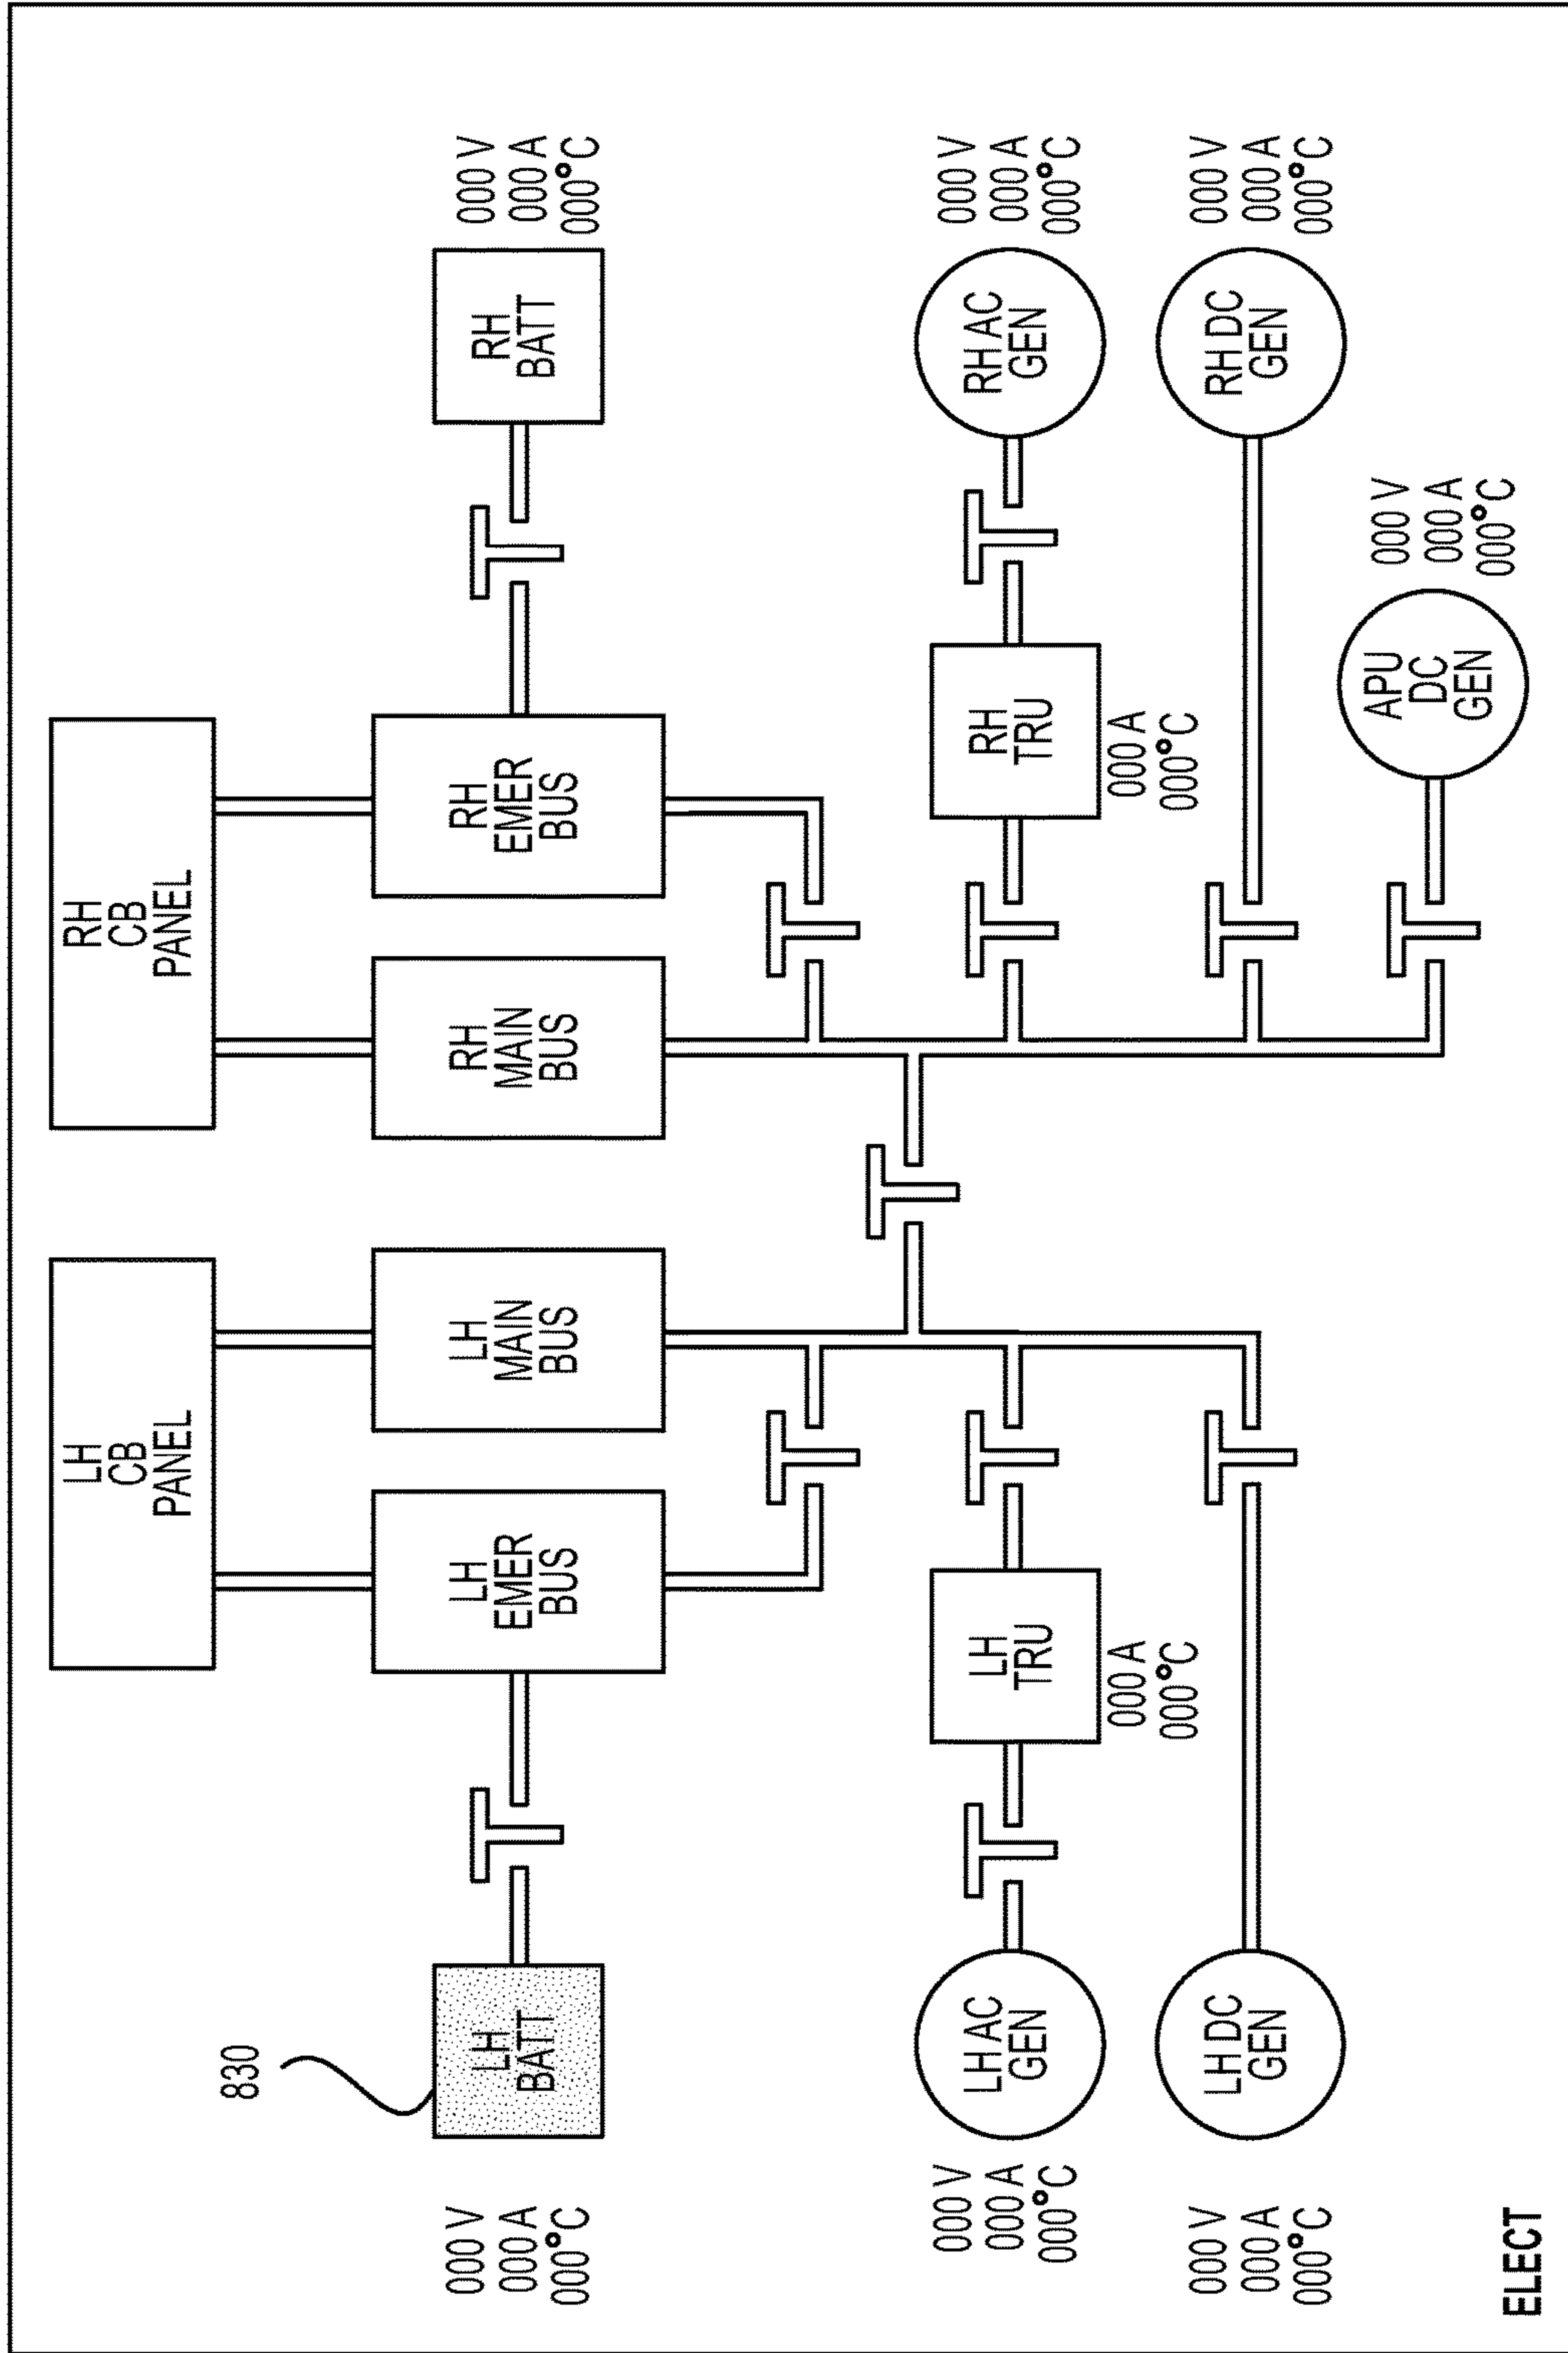 LH
CB
PANEL
RH
CB
PANEL
830
000 V
000 A
000°C
LH
BATT
LH
EMER
BUS
LH
MAIN
BUS
RH
MAIN
BUS
RH
EMER
BUS
RH
BATT
000 V
000 A
000°C
000 V
000 A
000°C
LH AC
GEN
LH
TRU
000 A
000°C
RH
TRU
000 A
000°C
RH AC
GEN
000 V
000 A
000°C
000 V
000 A
000°C
LH DC
GEN
RH DC
GEN
000 V
000 A
000°C
APU
DC
GEN
000 V
000 A
000°C
ELECT